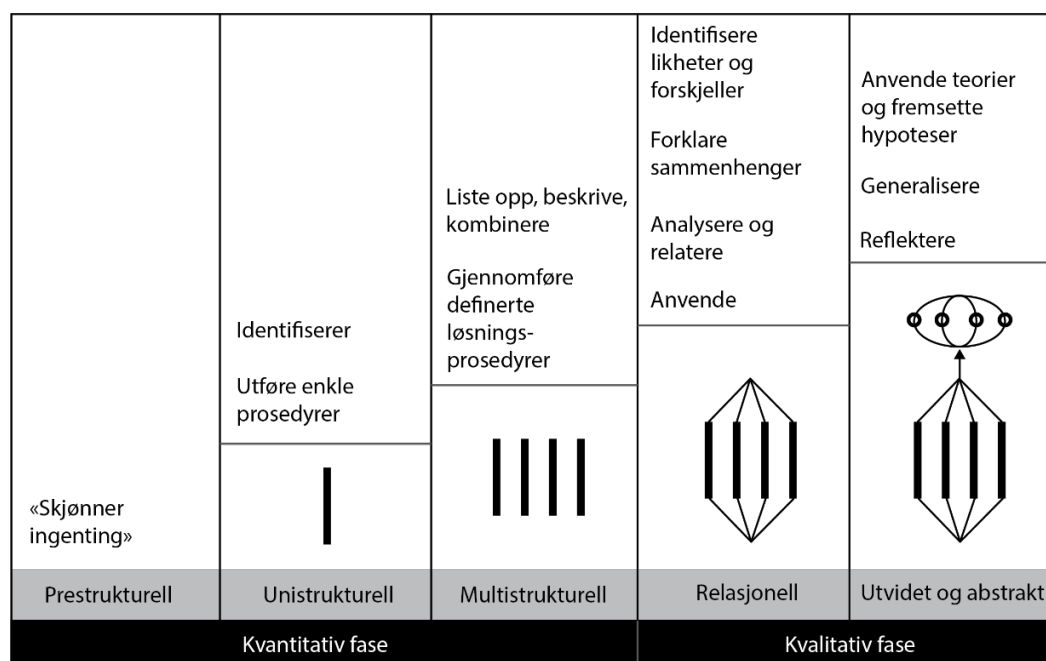 «Skjønner
ingenting»
Prestrukturell
Identifiserer
Utføre enkle
prosedyrer
Unistrukturell
Liste opp, beskrive,
kombinere
Gjennomføre
definerte
løsnings-
prosedyrer
Multistrukturell
Identifisere
likheter og
forskjeller
Forklare
sammenhenger
Analysere og
relatere
Anvende
Relasjonell
Anvende teorier
og fremsette
hypoteser
Generalisere
Reflektere
Utvidet og abstrakt
Kvantitativ fase
Kvalitativ fase